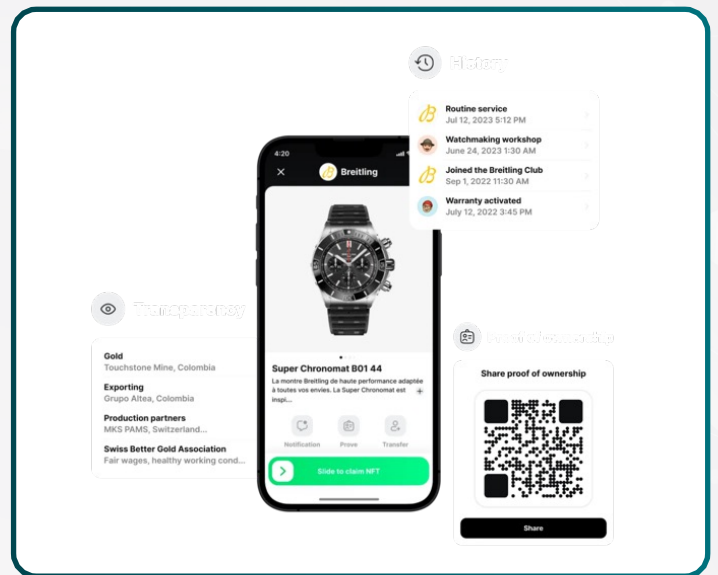 History
Routine service
Jul 12, 2023 5:12 PM
Watchmaking workshop
June 24, 2023 1:30 AM
Joined the Breitling Club
Sep 1, 2022 11:30 AM
Warranty activated
July 12, 2022 3:45 PM
4:20
Breitling
Super Chronomat B01 44
La montre Breitling de haute performance adaptée
à toutes vos envies. La Super Chronomat est
inspi...
Notification Prove Transfer
Slide to claim NFT
Transparency
Gold
Touchstone Mine, Colombia
Exporting
Grupo Altea, Colombia
Production partners
MKS PAMS, Switzerland...
Swiss Better Gold Association
Fair wages, healthy working cond...
Share proof of ownership
Share